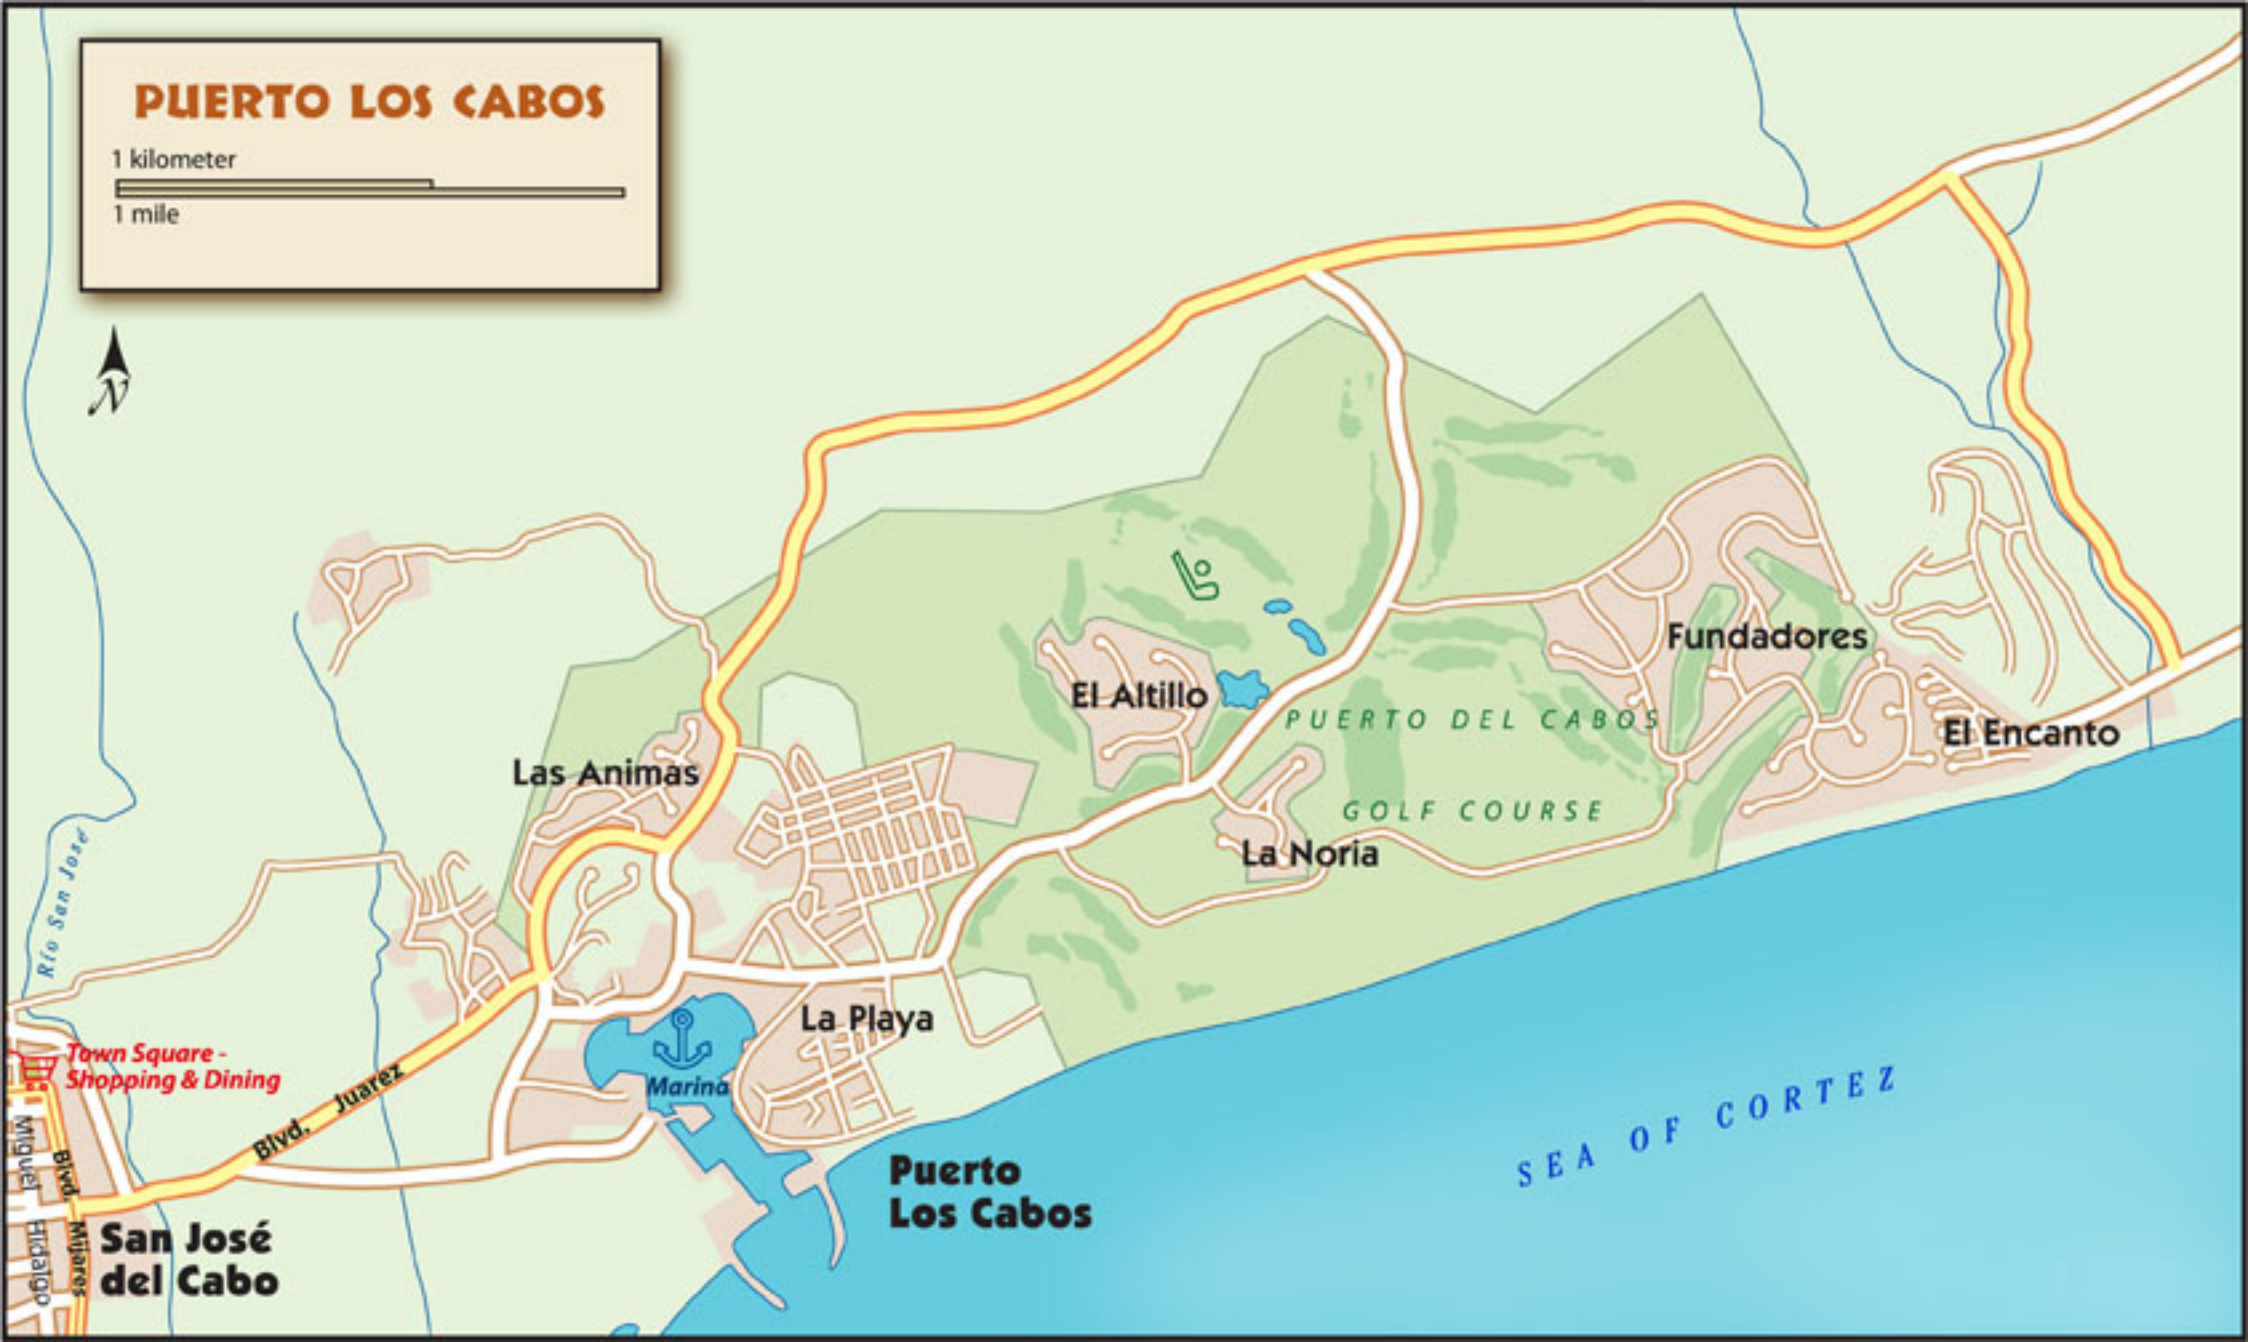 PUERTO LOS CABOS
1 kilometer
1 mile
N
Fundadores
El Altillo
PUERTO DEL CABOS
El Encanto
Las Animas
GOLF COURSE
La Noria
Río San José
La Playa
Town Square -
Shopping & Dining
Marina
Blvd. Juarez
SEA OF CORTEZ
Miguel Hidalgo
Blvd. Mijares
Puerto
Los Cabos
San José
del Cabo